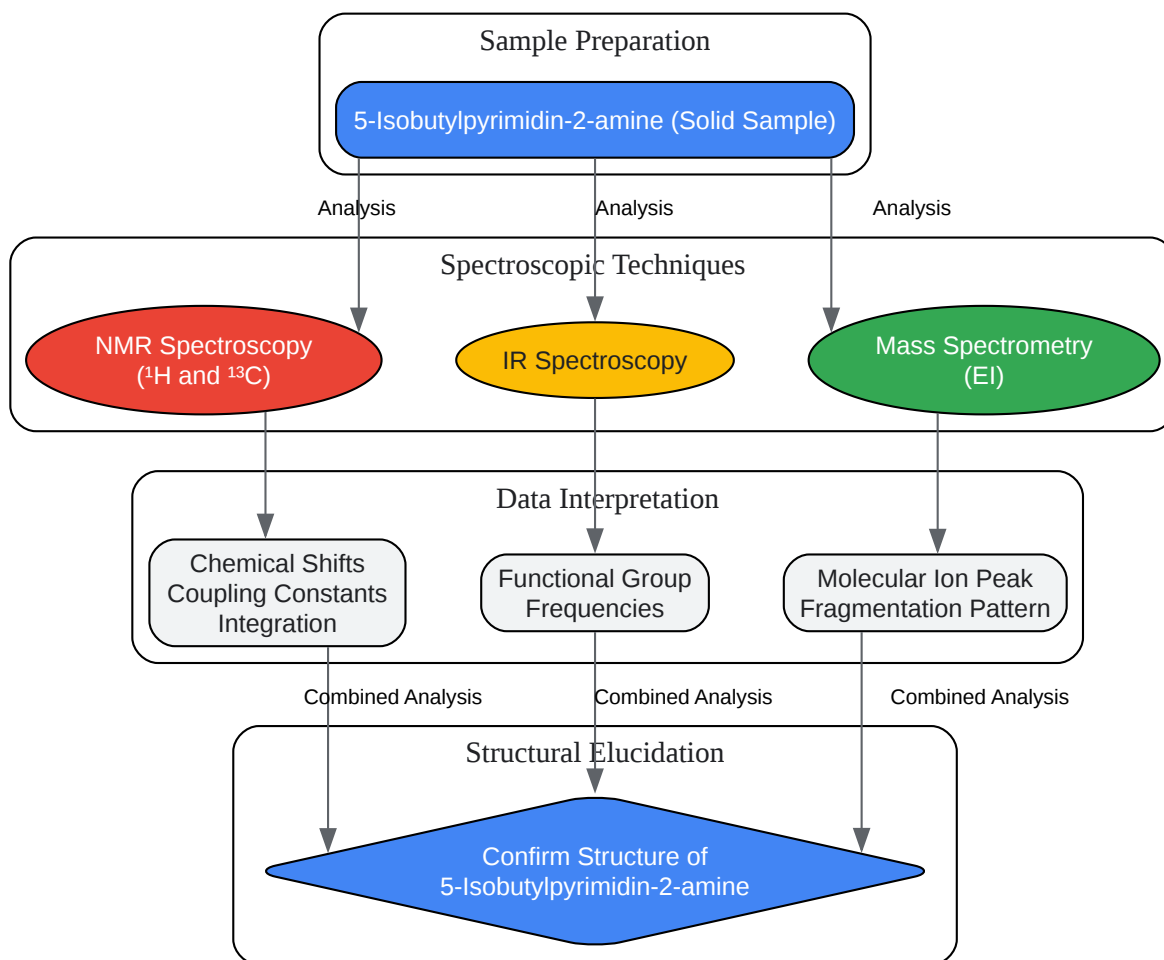 Sample Preparation
5-Isobutylpyrimidin-2-amine (Solid Sample)
Analysis
Analysis
Analysis
Spectroscopic Techniques
NMR Spectroscopy
(¹H and ¹³C)
IR Spectroscopy
Mass Spectrometry
(EI)
Data Interpretation
Chemical Shifts
Coupling Constants
Integration
Functional Group
Frequencies
Molecular Ion Peak
Fragmentation Pattern
Combined Analysis
Combined Analysis
Combined Analysis
Structural Elucidation
Confirm Structure of
5-Isobutylpyrimidin-2-amine